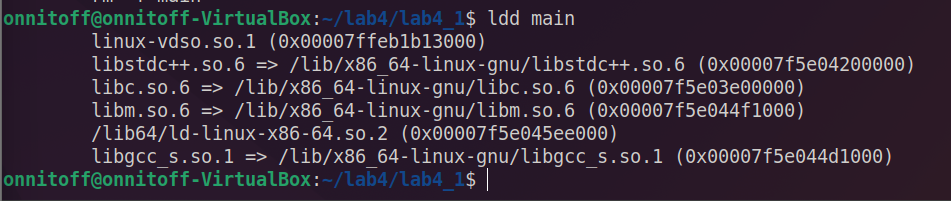 onnitoff@onnitoff-VirtualBox:~/lab4/lab4_1$ ldd main
linux-vdso.so.1 (0x00007ffeb1b13000)
libstdc++.so.6 => /lib/x86_64-linux-gnu/libstdc++.so.6 (0x00007f5e04200000)
libc.so.6 => /lib/x86_64-linux-gnu/libc.so.6 (0x00007f5e03e00000)
libm.so.6 => /lib/x86_64-linux-gnu/libm.so.6 (0x00007f5e044f1000)
/lib64/ld-linux-x86-64.so.2 (0x00007f5e045ee000)
libgcc_s.so.1 => /lib/x86_64-linux-gnu/libgcc_s.so.1 (0x00007f5e044d1000)
onnitoff@onnitoff-VirtualBox:~/lab4/lab4_1$